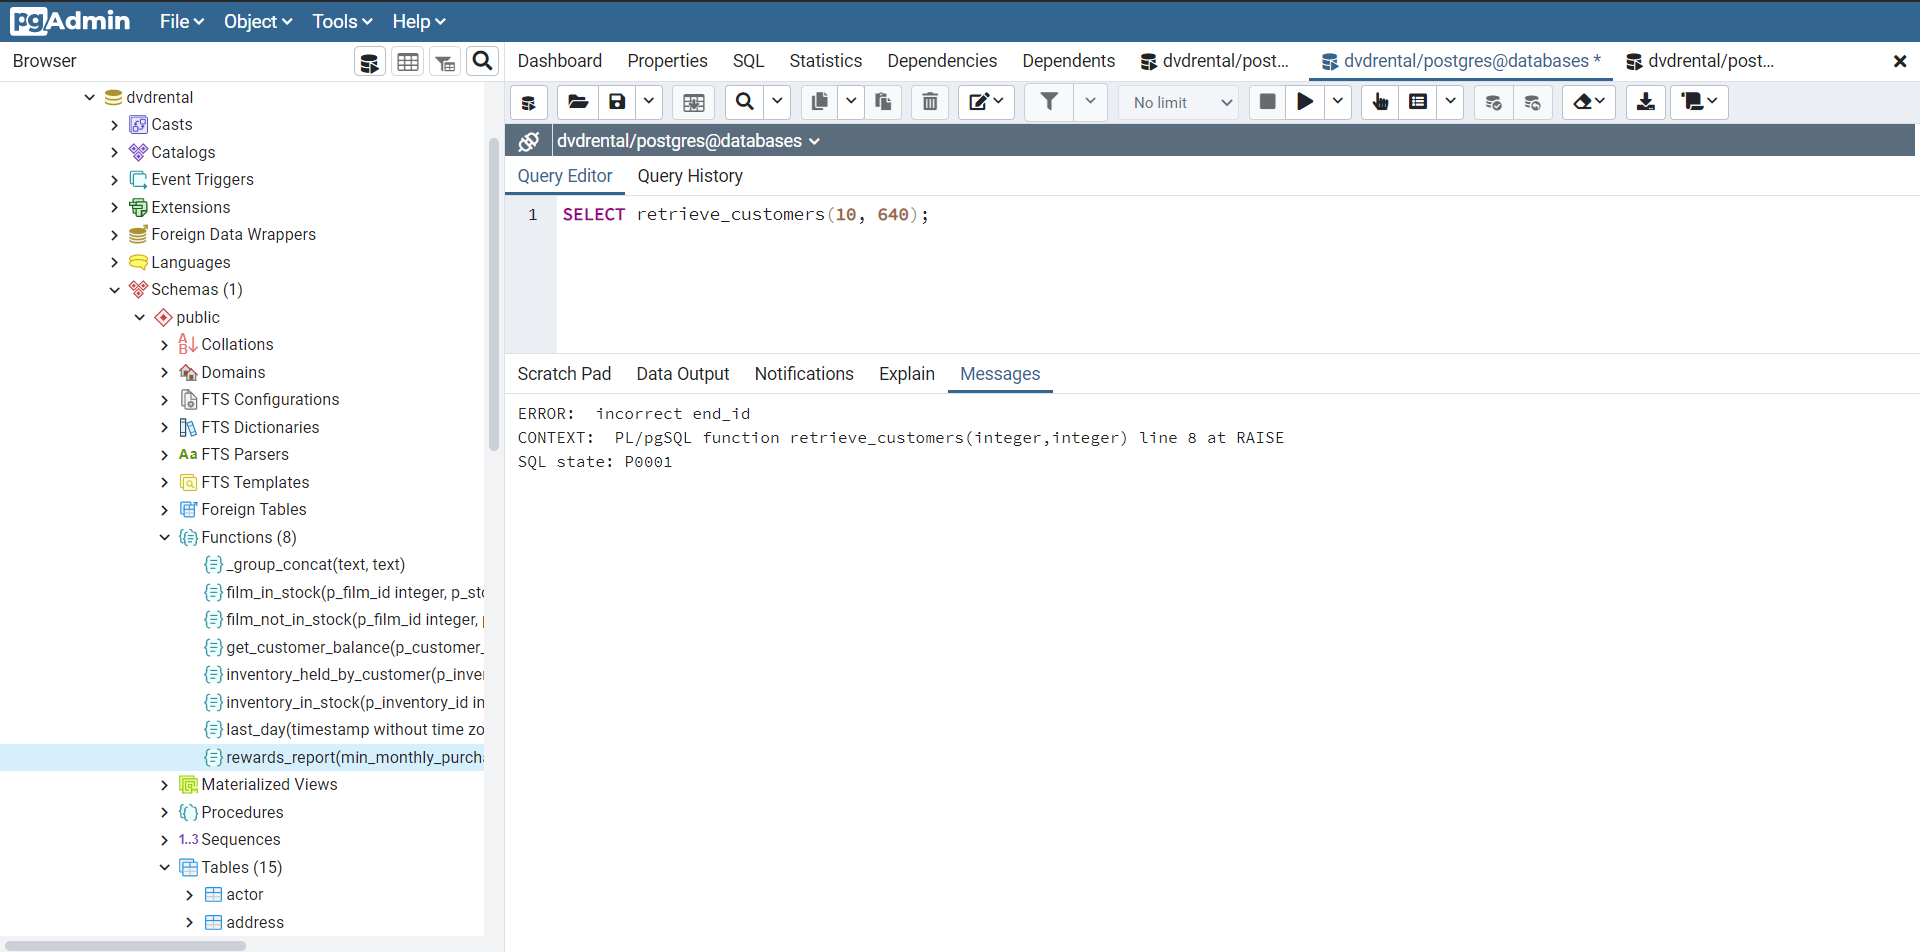 pgAdmin File Object Tools Help
Browser
Dashboard Properties SQL Statistics Dependencies Dependents dvdrental/post... dvdrental/postgres@databases * dvdrental/post...
No limit
dvdrental/postgres@databases
Query Editor Query History
1 SELECT retrieve_customers(10, 640);
Scratch Pad Data Output Notifications Explain Messages
ERROR: incorrect end_id
CONTEXT: PL/pgSQL function retrieve_customers(integer,integer) line 8 at RAISE
SQL state: P0001
dvdrental
Casts
Catalogs
Event Triggers
Extensions
Foreign Data Wrappers
Languages
Schemas (1)
public
Collations
Domains
FTS Configurations
FTS Dictionaries
Aa FTS Parsers
FTS Templates
Foreign Tables
Functions (8)
_group_concat(text, text)
film_in_stock(p_film_id integer, p_sto
film_not_in_stock(p_film_id integer,
get_customer_balance(p_customer_
inventory_held_by_customer(p_inve
inventory_in_stock(p_inventory_id in
last_day(timestamp without time zo
rewards_report(min_monthly_purcha
Materialized Views
Procedures
1..3 Sequences
Tables (15)
actor
address